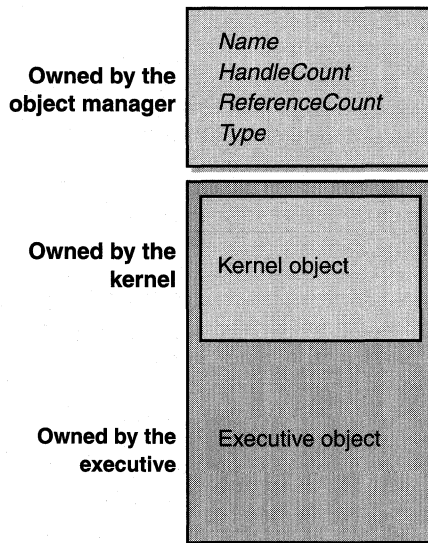 Owned by the
object manager
Name
HandleCount
ReferenceCount
Type
Owned by the
kernel
Kernel object
Owned by the
executive
Executive object